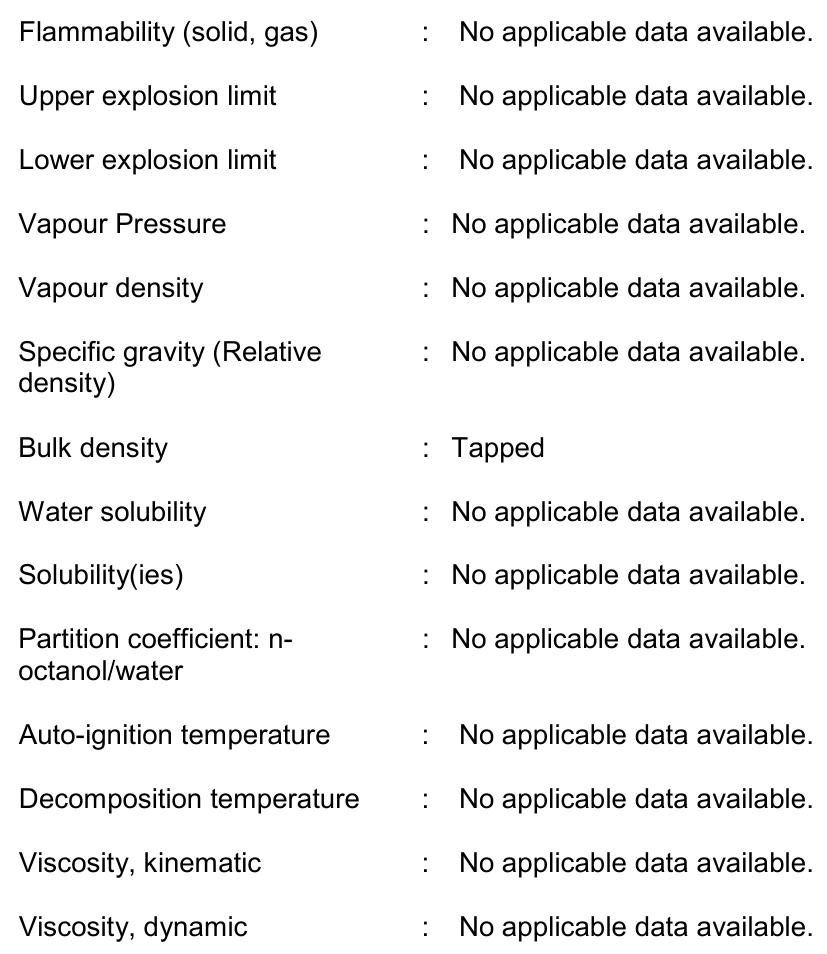 Flammability (solid, gas) : No applicable data available.
Upper explosion limit : No applicable data available.
Lower explosion limit : No applicable data available.
Vapour Pressure : No applicable data available.
Vapour density : No applicable data available.
Specific gravity (Relative : No applicable data available.
density)
Bulk density : Tapped
Water solubility : No applicable data available.
Solubility(ies) : No applicable data available.
Partition coefficient: n- : No applicable data available.
octanol/water
Auto-ignition temperature : No applicable data available.
Decomposition temperature : No applicable data available.
Viscosity, kinematic : No applicable data available.
Viscosity, dynamic : No applicable data available.